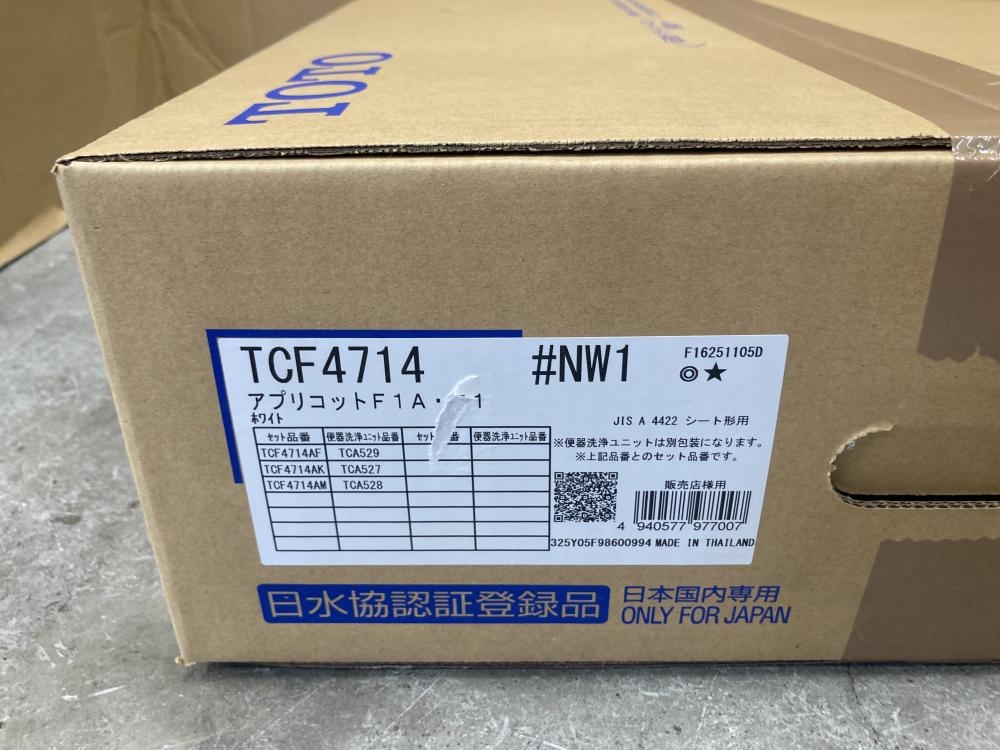 TOTO
TCF4714 #NW1 F16251105D
◎★
アプリコットF1A・ 1
ホワイト
JIS A 4422 シート形用
セット品番 便器洗浄ユニット品番 セット 番 便器洗浄ユニット品番
TCF4714AF TCA529
TCF4714AK TCA527
TCF4714AM TCA528
※便器洗浄ユニットは別包装になります。
※上記品番とのセット品番です。
販売店様用
4 940577 977007
325Y05F98600994 MADE IN THAILAND
日水協認証登録品
日本国内専用
ONLY FOR JAPAN